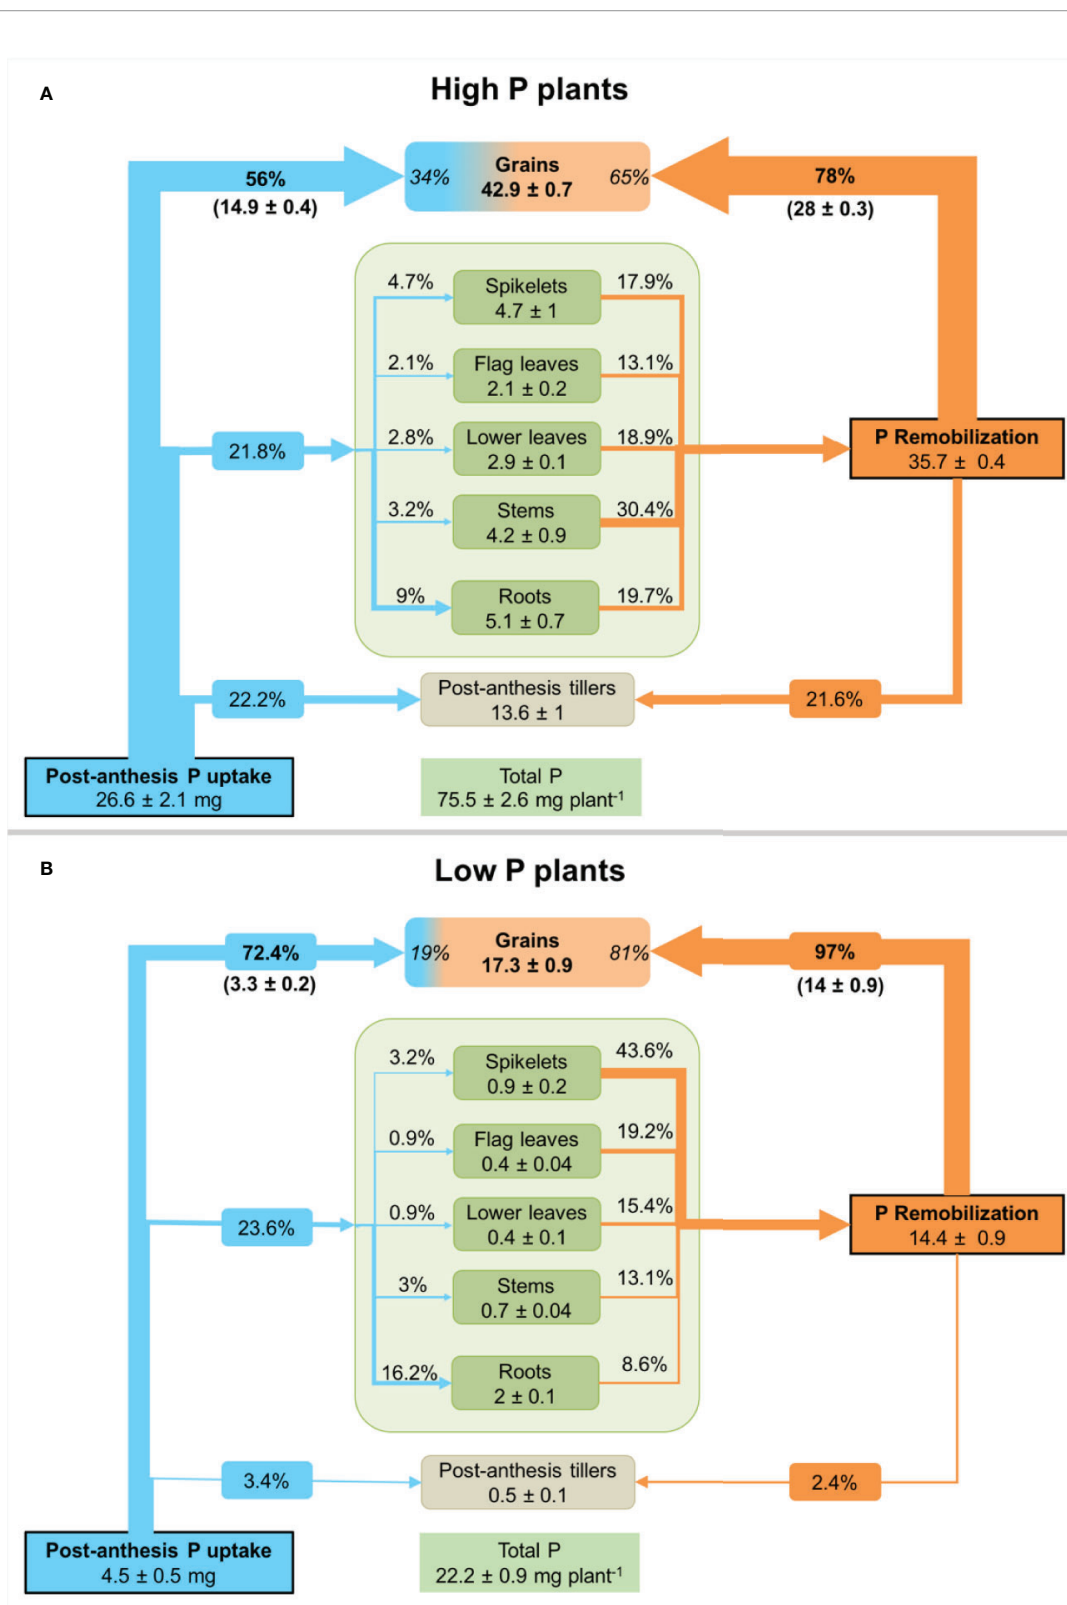 A
High P plants
56%
(14.9 ± 0.4)
34%
Grains
42.9 ± 0.7
65%
78%
(28 ± 0.3)
4.7%
Spikelets
4.7 ± 1
17.9%
2.1%
Flag leaves
2.1 ± 0.2
13.1%
21.8%
2.8%
Lower leaves
2.9 ± 0.1
18.9%
P Remobilization
35.7 ± 0.4
3.2%
Stems
4.2 ± 0.9
30.4%
9%
Roots
5.1 ± 0.7
19.7%
22.2%
Post-anthesis tillers
13.6 ± 1
21.6%
Post-anthesis P uptake
26.6 ± 2.1 mg
Total P
75.5 ± 2.6 mg plant⁻¹
B
Low P plants
72.4%
(3.3 ± 0.2)
19%
Grains
17.3 ± 0.9
81%
97%
(14 ± 0.9)
3.2%
Spikelets
0.9 ± 0.2
43.6%
0.9%
Flag leaves
0.4 ± 0.04
19.2%
23.6%
0.9%
Lower leaves
0.4 ± 0.1
15.4%
P Remobilization
14.4 ± 0.9
3%
Stems
0.7 ± 0.04
13.1%
16.2%
Roots
2 ± 0.1
8.6%
3.4%
Post-anthesis tillers
0.5 ± 0.1
2.4%
Post-anthesis P uptake
4.5 ± 0.5 mg
Total P
22.2 ± 0.9 mg plant⁻¹